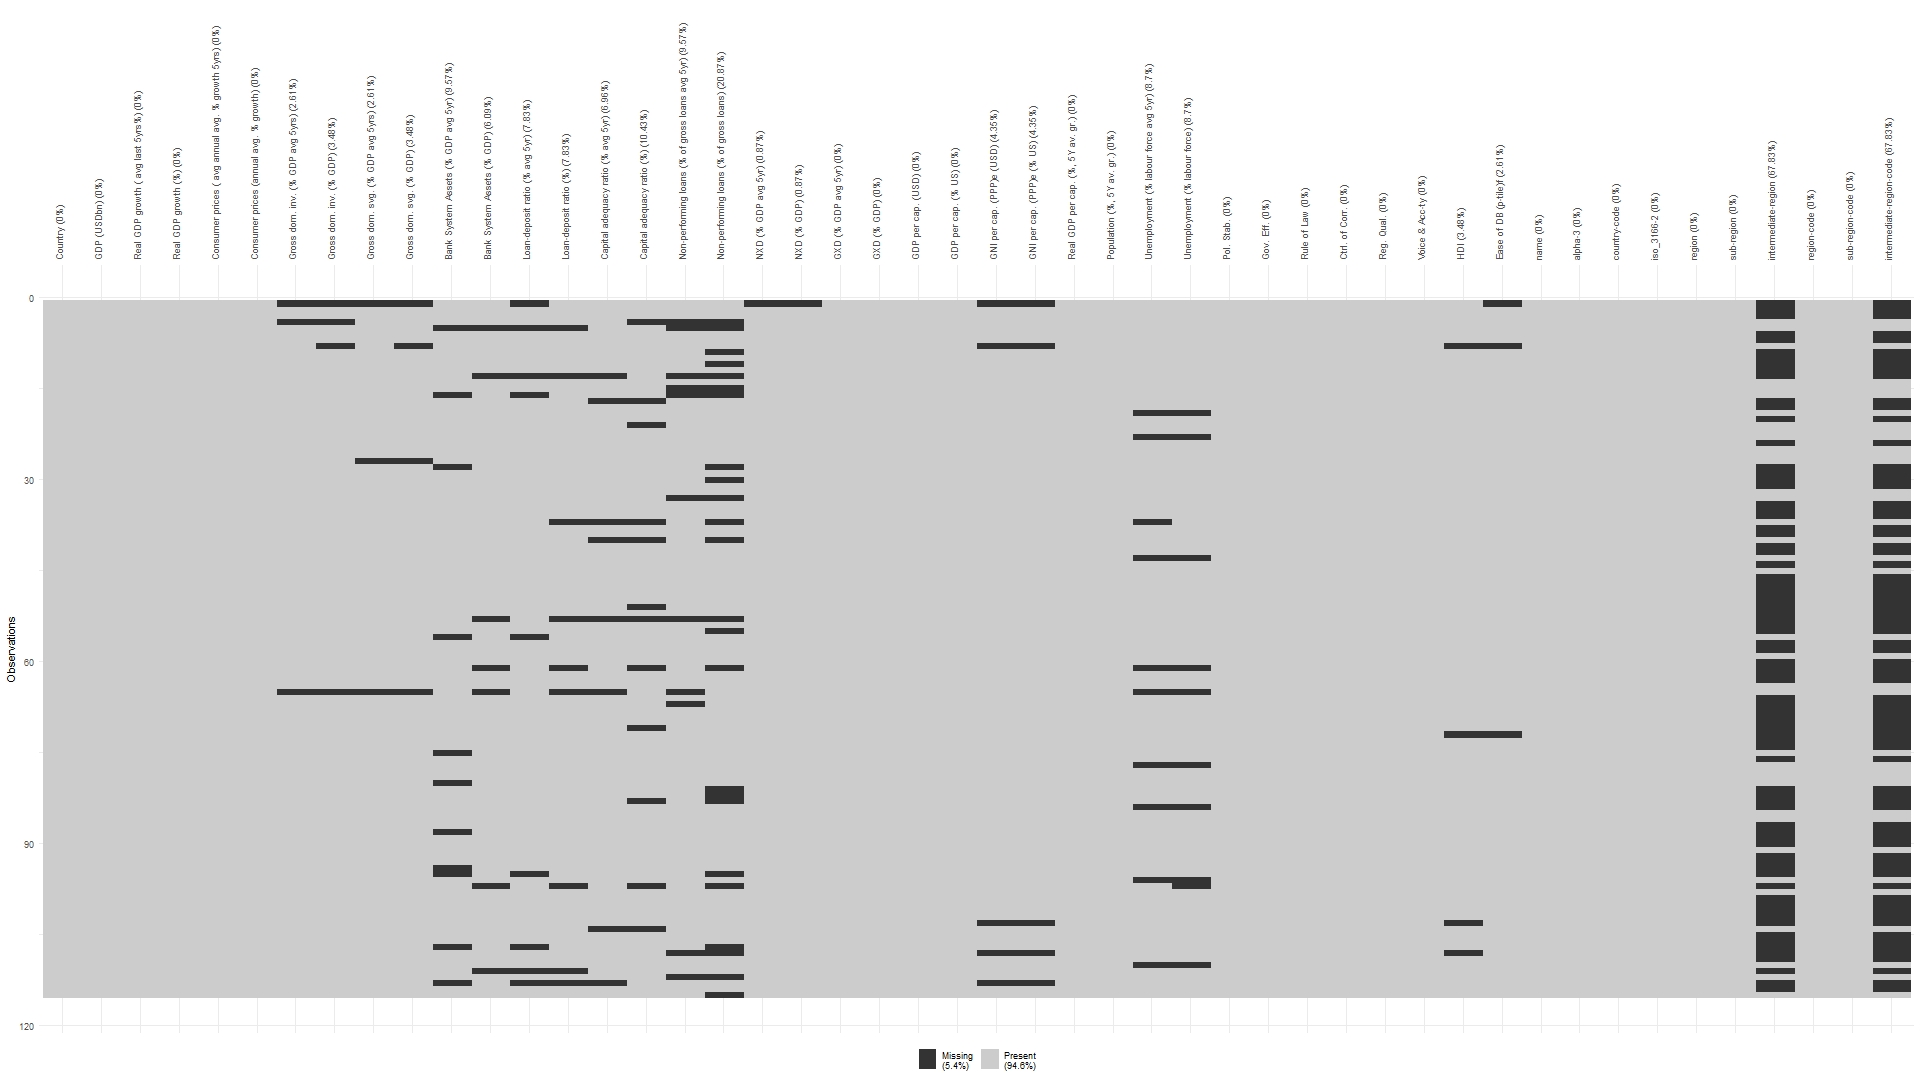 Country (0%)
GDP (USDbn) (0%)
Real GDP growth ( avg last 5yrs%) (0%)
Real GDP growth (%) (0%)
Consumer prices ( avg annual avg. % growth 5yrs) (0%)
Consumer prices (annual avg. % growth) (0%)
Gross dom. inv. (% GDP avg 5yrs) (2.61%)
Gross dom. inv. (% GDP) (3.48%)
Gross dom. svg. (% GDP avg 5yrs) (2.61%)
Gross dom. svg. (% GDP) (3.48%)
Bank System Assets (% GDP avg 5yr) (9.57%)
Bank System Assets (% GDP) (6.09%)
Loan-deposit ratio (% avg 5yr) (7.83%)
Loan-deposit ratio (%) (7.83%)
Capital adequacy ratio (% avg 5yr) (6.96%)
Capital adequacy ratio (%) (10.43%)
Non-performing loans (% of gross loans avg 5yr) (9.57%)
Non-performing loans (% of gross loans) (20.87%)
NXD (% GDP avg 5yr) (0.87%)
NXD (% GDP) (0.87%)
GXD (% GDP avg 5yr) (0%)
GXD (% GDP) (0%)
GDP per cap. (USD) (0%)
GDP per cap. (% US) (0%)
GNI per cap. (PPP)e (USD) (4.35%)
GNI per cap. (PPP)e (% US) (4.35%)
Real GDP per cap. (%, 5Y av. gr.) (0%)
Population (%, 5Y av. gr.) (0%)
Unemployment (% labour force avg 5yr) (8.7%)
Unemployment (% labour force) (8.7%)
Pol. Stab. (0%)
Gov. Eff. (0%)
Rule of Law (0%)
Ctrl. of Corr. (0%)
Reg. Qual. (0%)
Voice & Acc-ty (0%)
HDI (3.48%)
Ease of DB (p-tile)f (2.61%)
name (0%)
alpha-3 (0%)
country-code (0%)
iso_3166-2 (0%)
region (0%)
sub-region (0%)
intermediate-region (67.83%)
region-code (0%)
sub-region-code (0%)
intermediate-region-code (67.83%)
0
30
60
90
120
Observations
Missing
(5.4%)
Present
(94.6%)